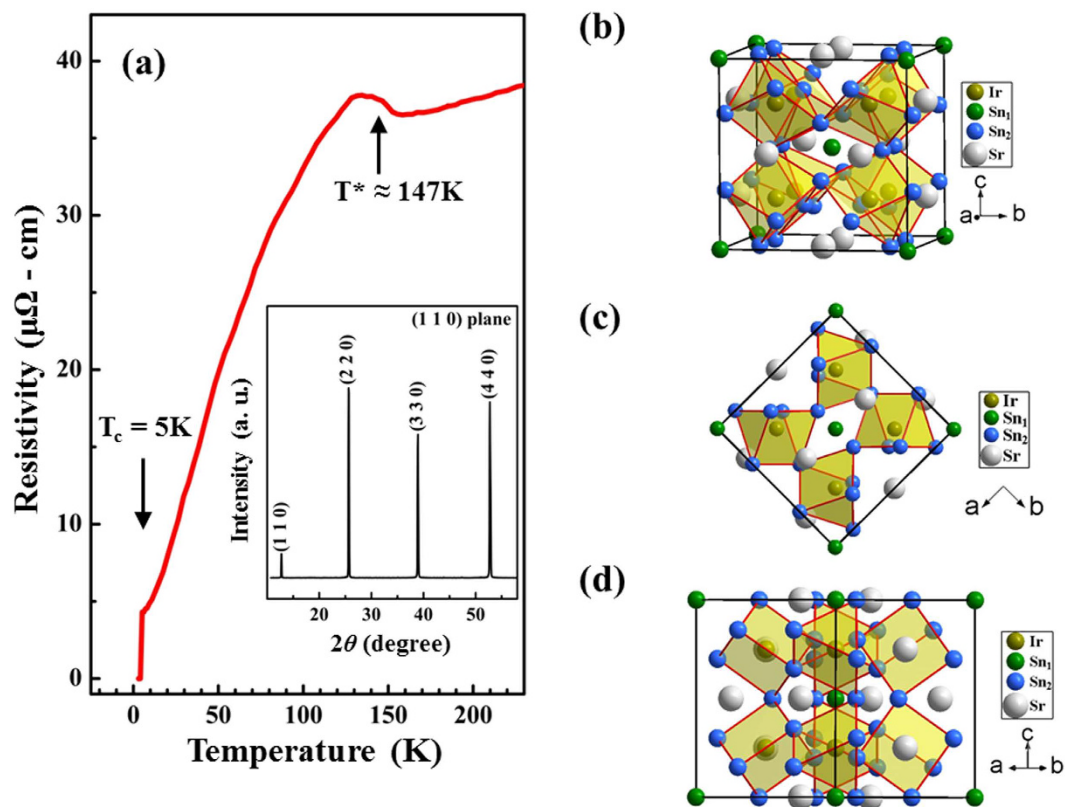 (a)
40
30
20
10
0
Resistivity (μΩ - cm)
T* ≈ 147K
T_c = 5K
0
50
100
150
200
Temperature (K)
(1 1 0) plane
(1 1 0)
(2 2 0)
(3 3 0)
(4 4 0)
Intensity (a. u.)
20
30
40
50
2θ (degree)
(b)
Ir
Sn₁
Sn₂
Sr
c
a
b
(c)
Ir
Sn₁
Sn₂
Sr
a
b
(d)
Ir
Sn₁
Sn₂
Sr
c
a
b